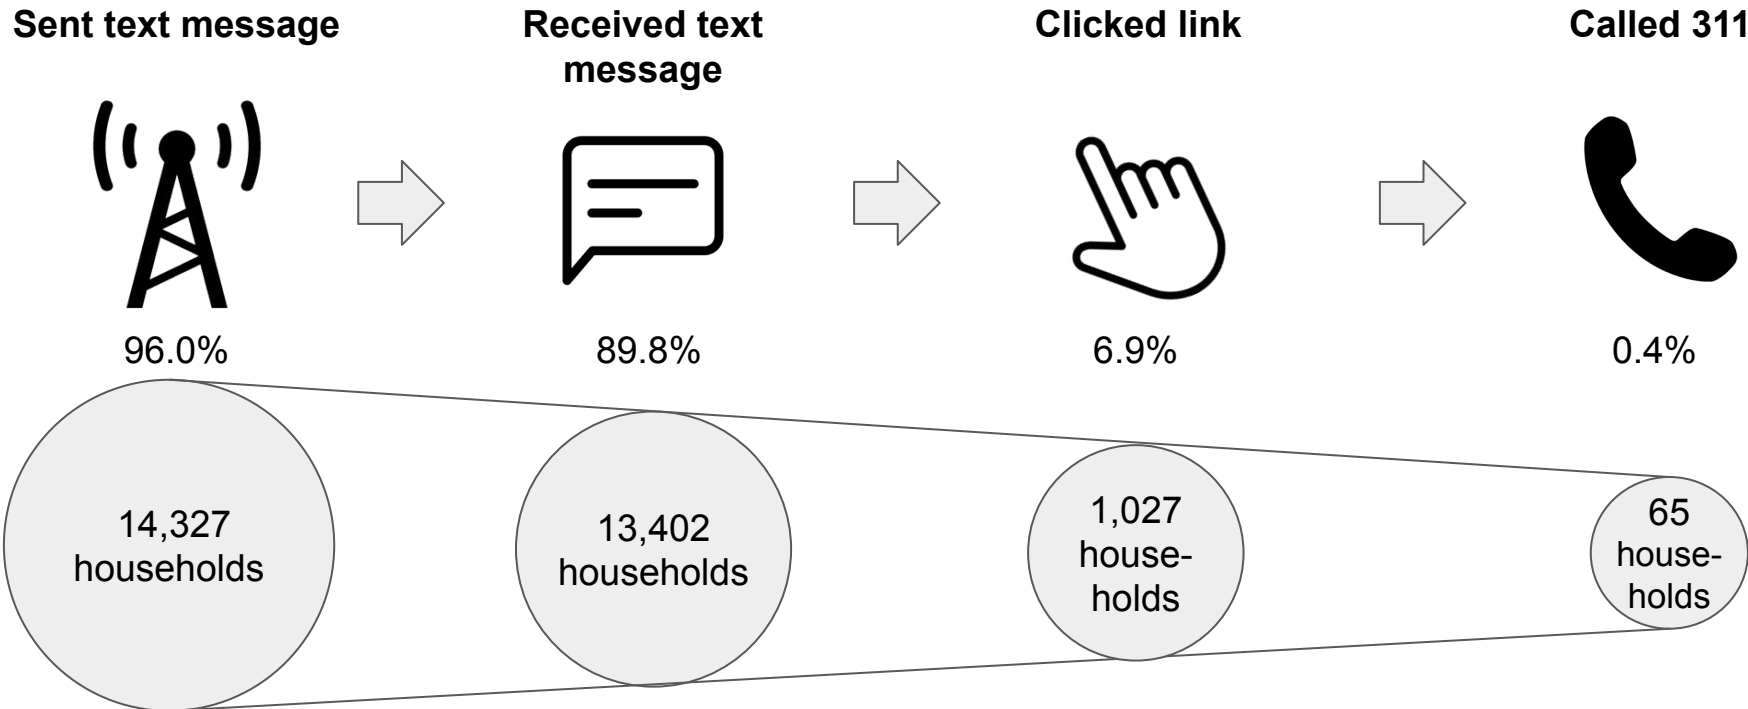 Sent text message
Received text
message
Clicked link
Called 311
96.0%
89.8%
6.9%
0.4%
14,327
households
13,402
households
1,027
house-
holds
65
house-
holds